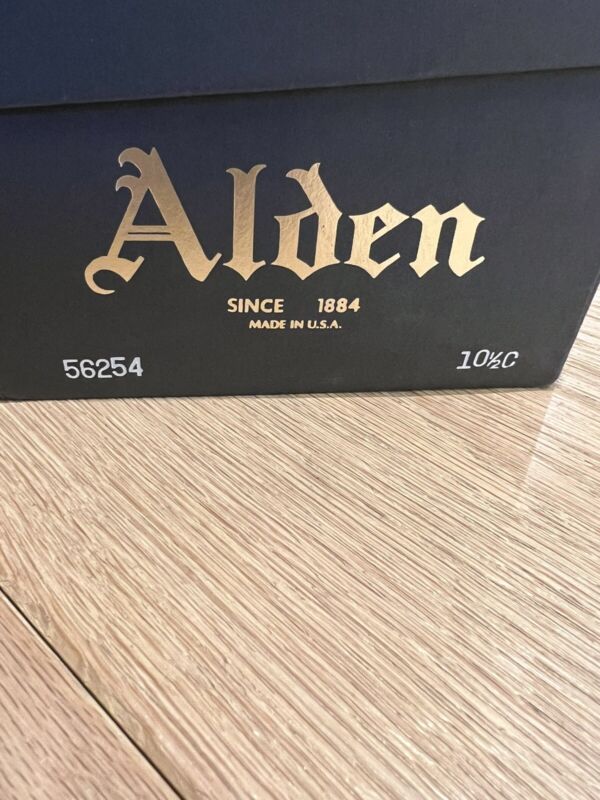 Alden
SINCE 1884
MADE IN U.S.A.
56254
10½C